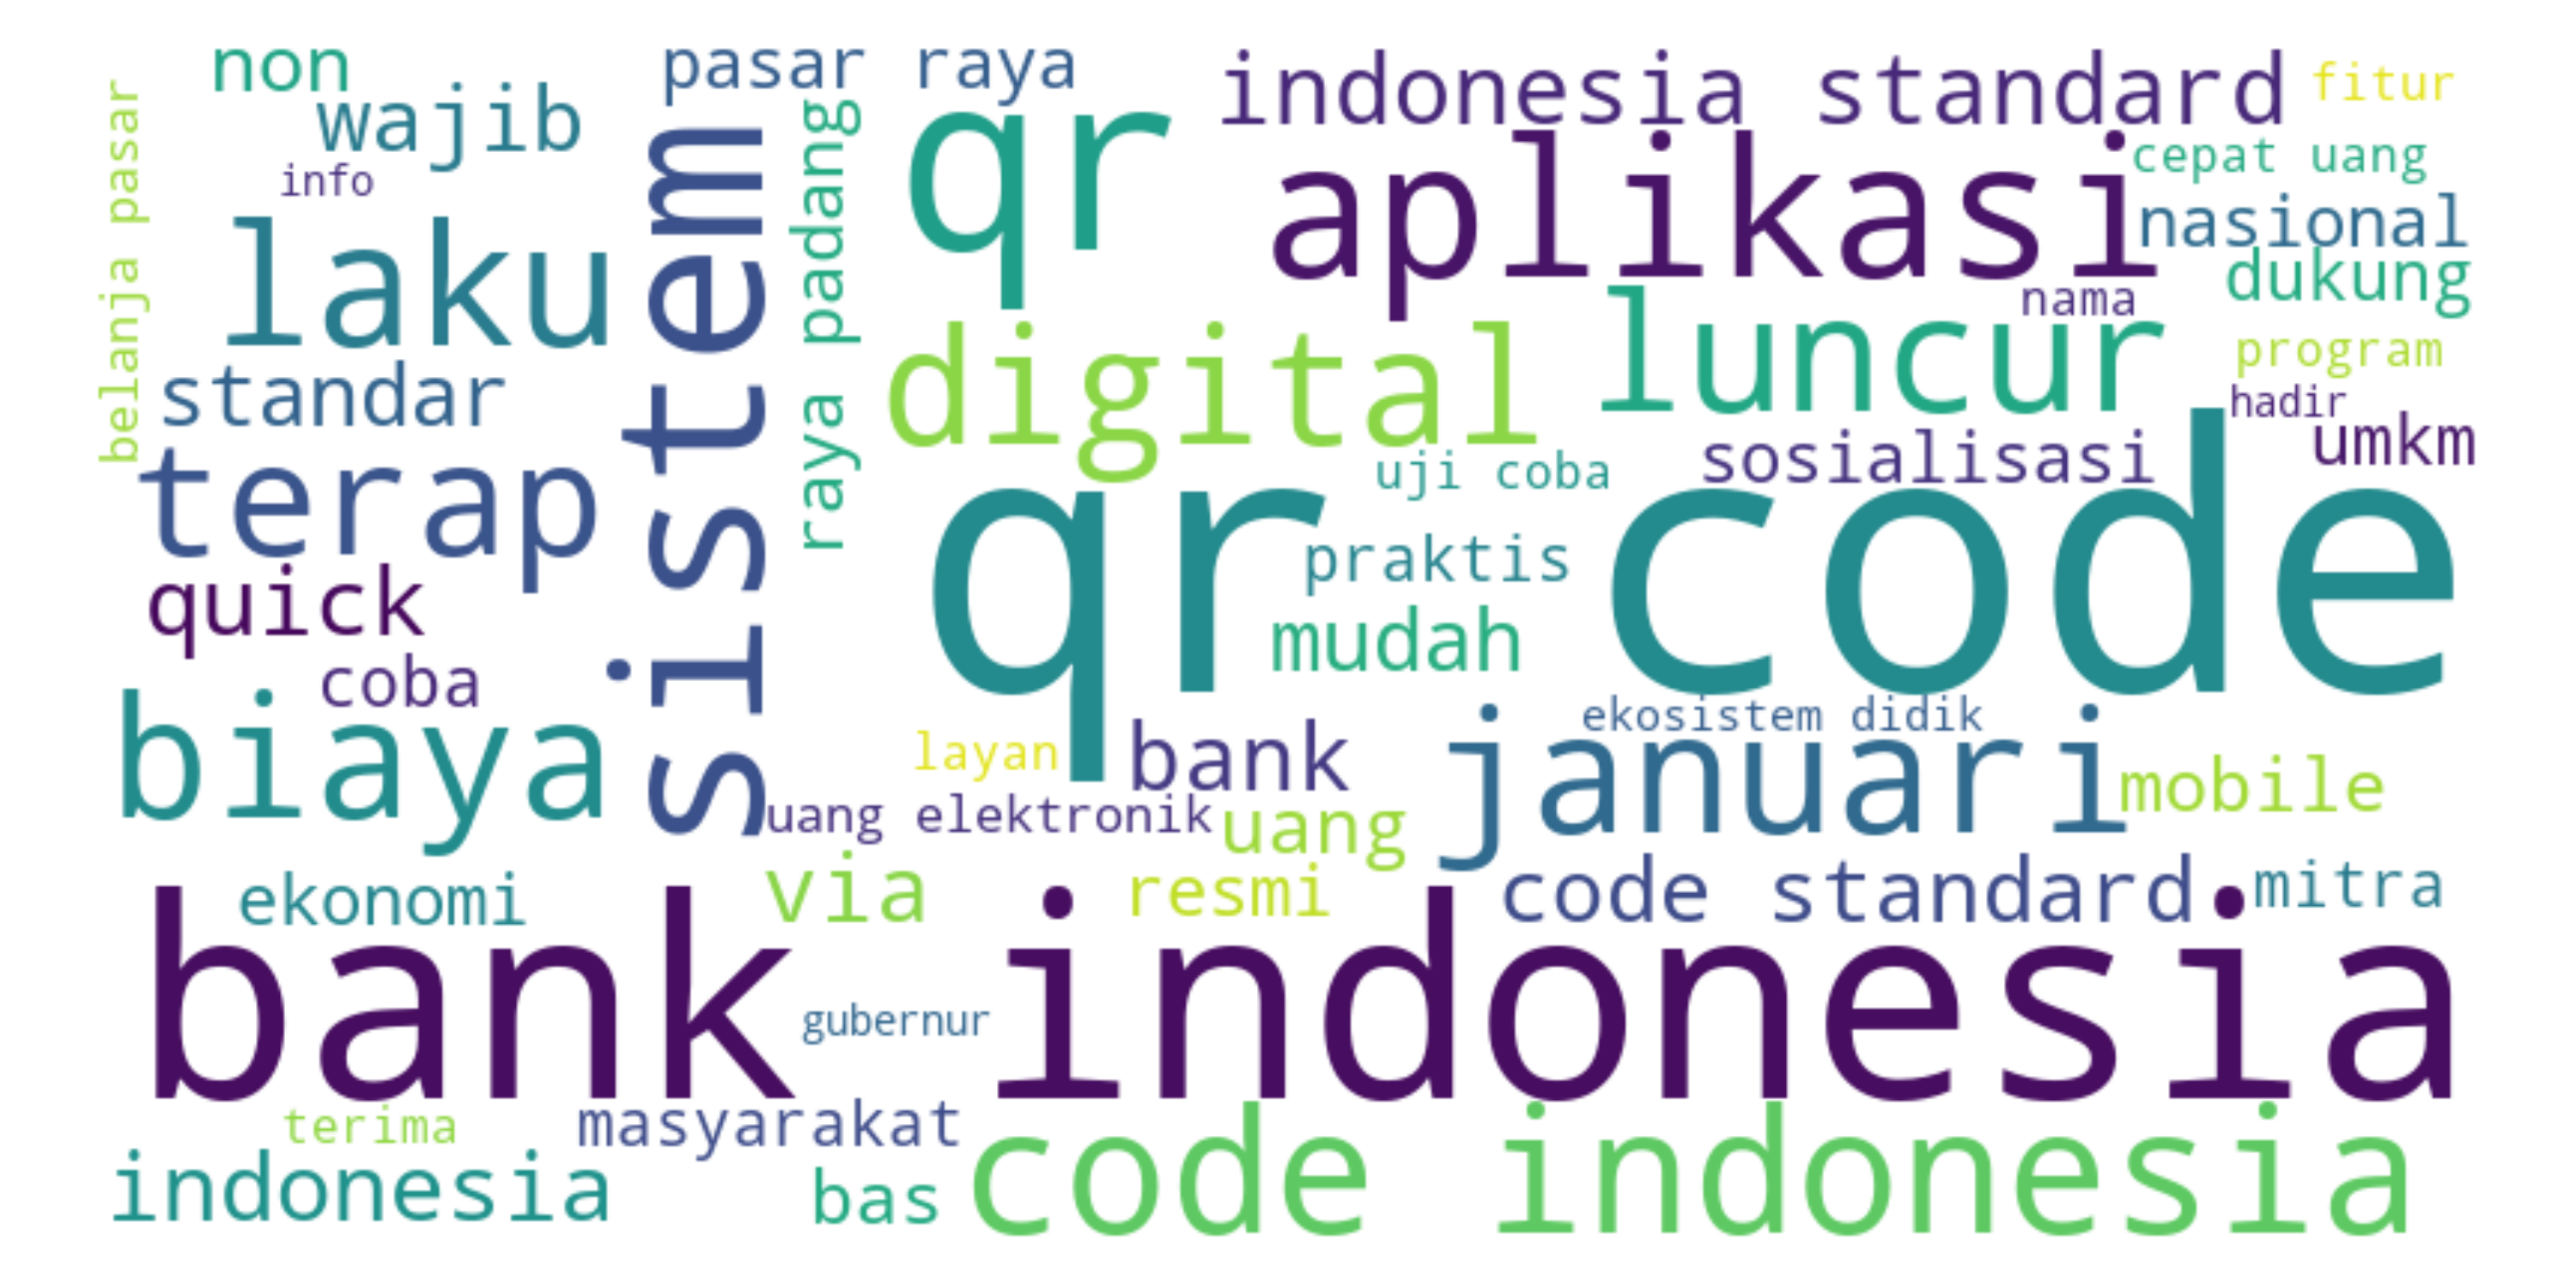 non
pasar raya
indonesia standard
fitur
wajib
qr
aplikasi
cepat uang
info
nasional
belanja pasar
laku
sistem
raya padang
dukung
nama
digital
luncur
program
standar
hadir
umkm
terap
uji coba
sosialisasi
qr code
praktis
quick
mudah
coba
biaya
layan
bank
ekosistem didik
januari
mobile
uang elektronik
uang
ekonomi
via
resmi
code standard
mitra
bank indonesia
gubernur
terima
masyarakat
indonesia
bas
code indonesia